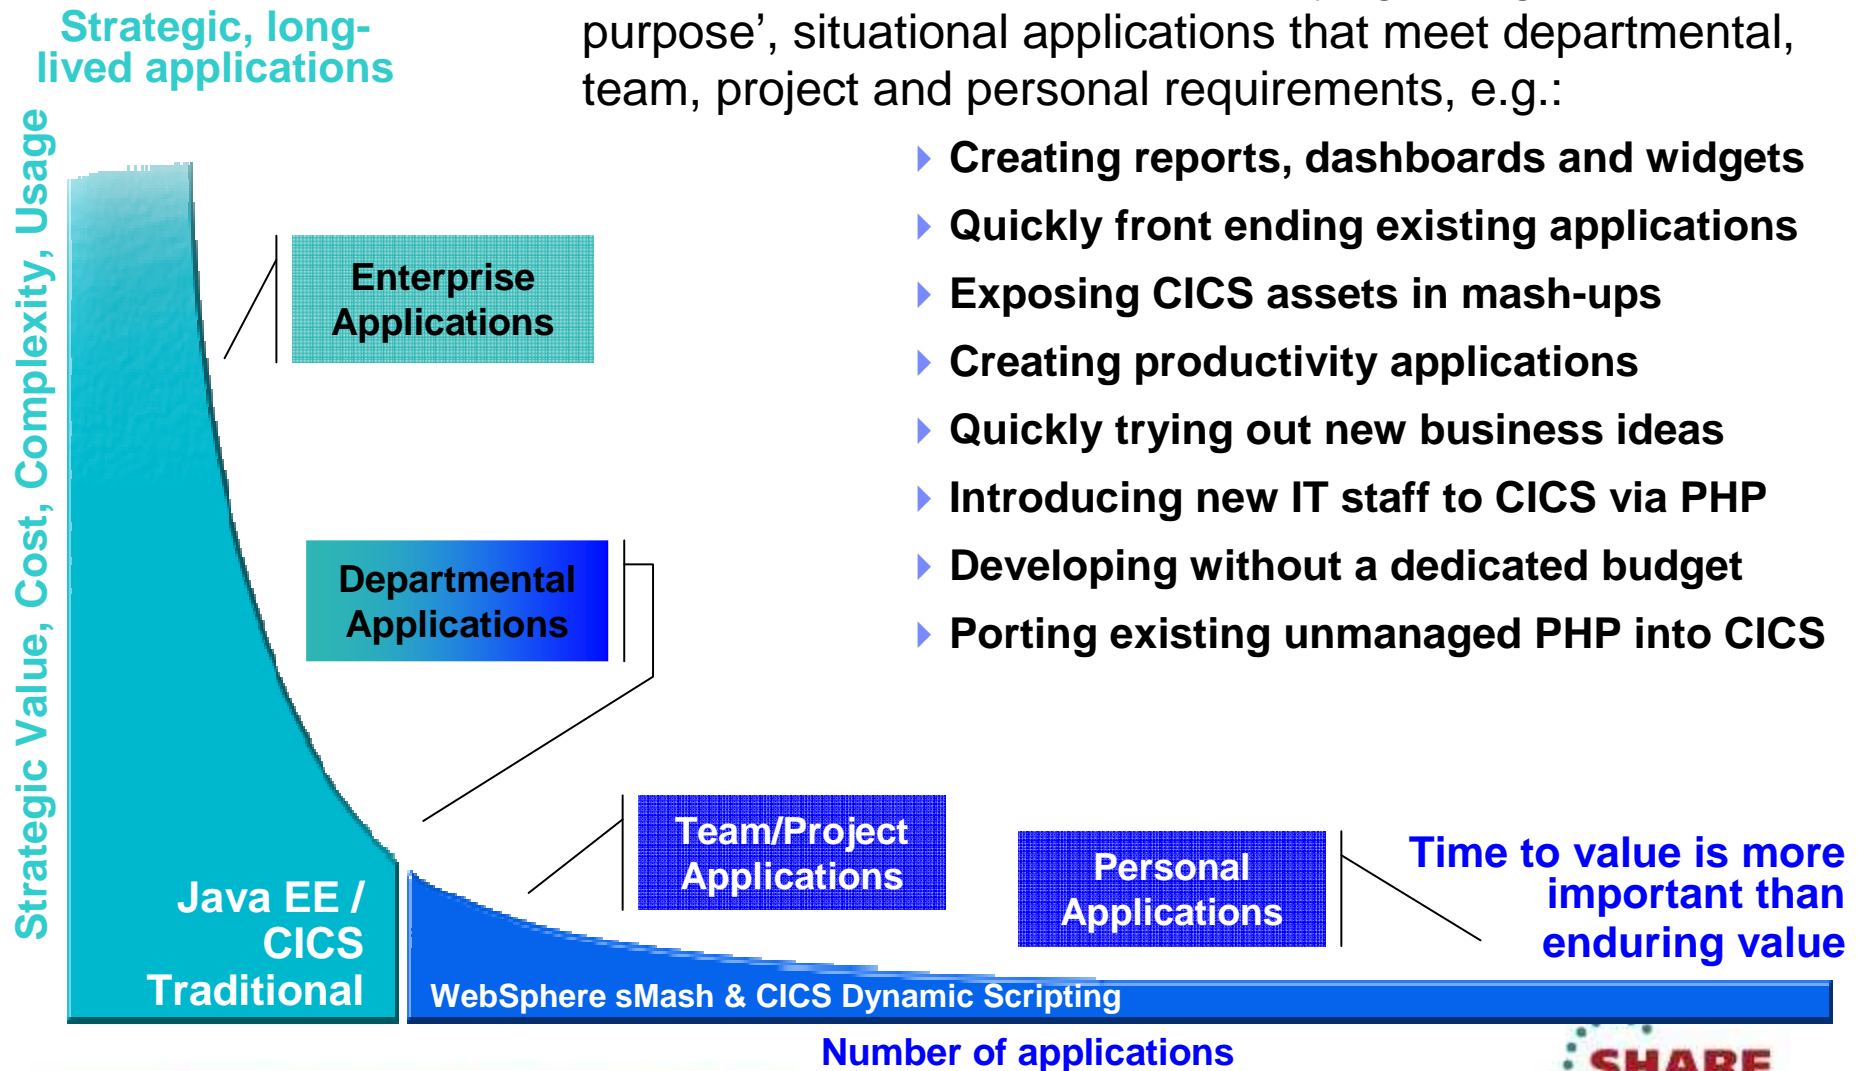 Strategic, long-
lived applications
purpose’, situational applications that meet departmental,
team, project and personal requirements, e.g.:
Creating reports, dashboards and widgets
Quickly front ending existing applications
Exposing CICS assets in mash-ups
Creating productivity applications
Quickly trying out new business ideas
Introducing new IT staff to CICS via PHP
Developing without a dedicated budget
Porting existing unmanaged PHP into CICS
Strategic Value, Cost, Complexity, Usage
Enterprise
Applications
Departmental
Applications
Team/Project
Applications
Personal
Applications
Time to value is more
important than
enduring value
Java EE /
CICS
Traditional
WebSphere sMash & CICS Dynamic Scripting
Number of applications
SHARE